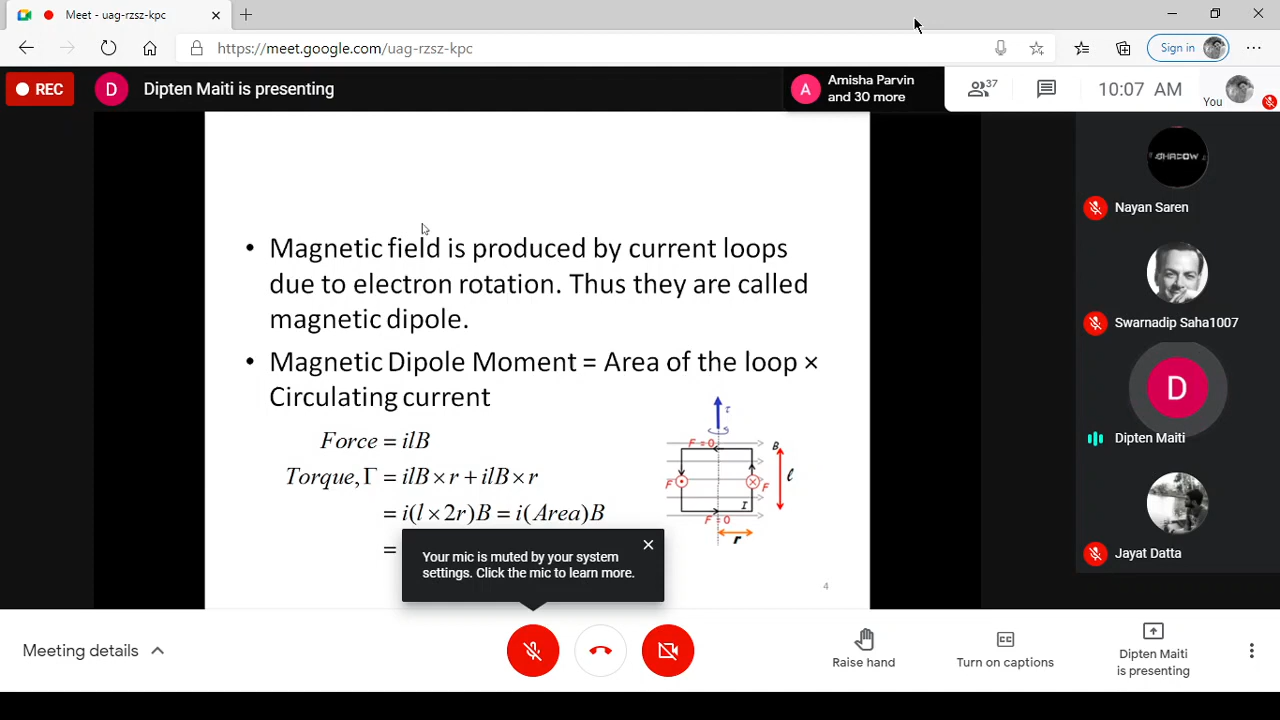 Meet - uag-rzsz-kpc
https://meet.google.com/uag-rzsz-kpc
Sign in
REC
D
Dipten Maiti is presenting
A
Amisha Parvin
and 30 more
37
10:07 AM
You
• Magnetic field is produced by current loops
due to electron rotation. Thus they are called
magnetic dipole.
• Magnetic Dipole Moment = Area of the loop ×
Circulating current
Force = ilB
Torque, Γ = ilB × r + ilB × r
= i(l × 2r)B = i(Area)B
=
τ
F = 0
B
F
F
l
I
F = 0
r
4
Your mic is muted by your system
settings. Click the mic to learn more.
SHADOW
Nayan Saren
Swarnadip Saha1007
D
Dipten Maiti
Jayat Datta
Meeting details
Raise hand
Turn on captions
Dipten Maiti
is presenting